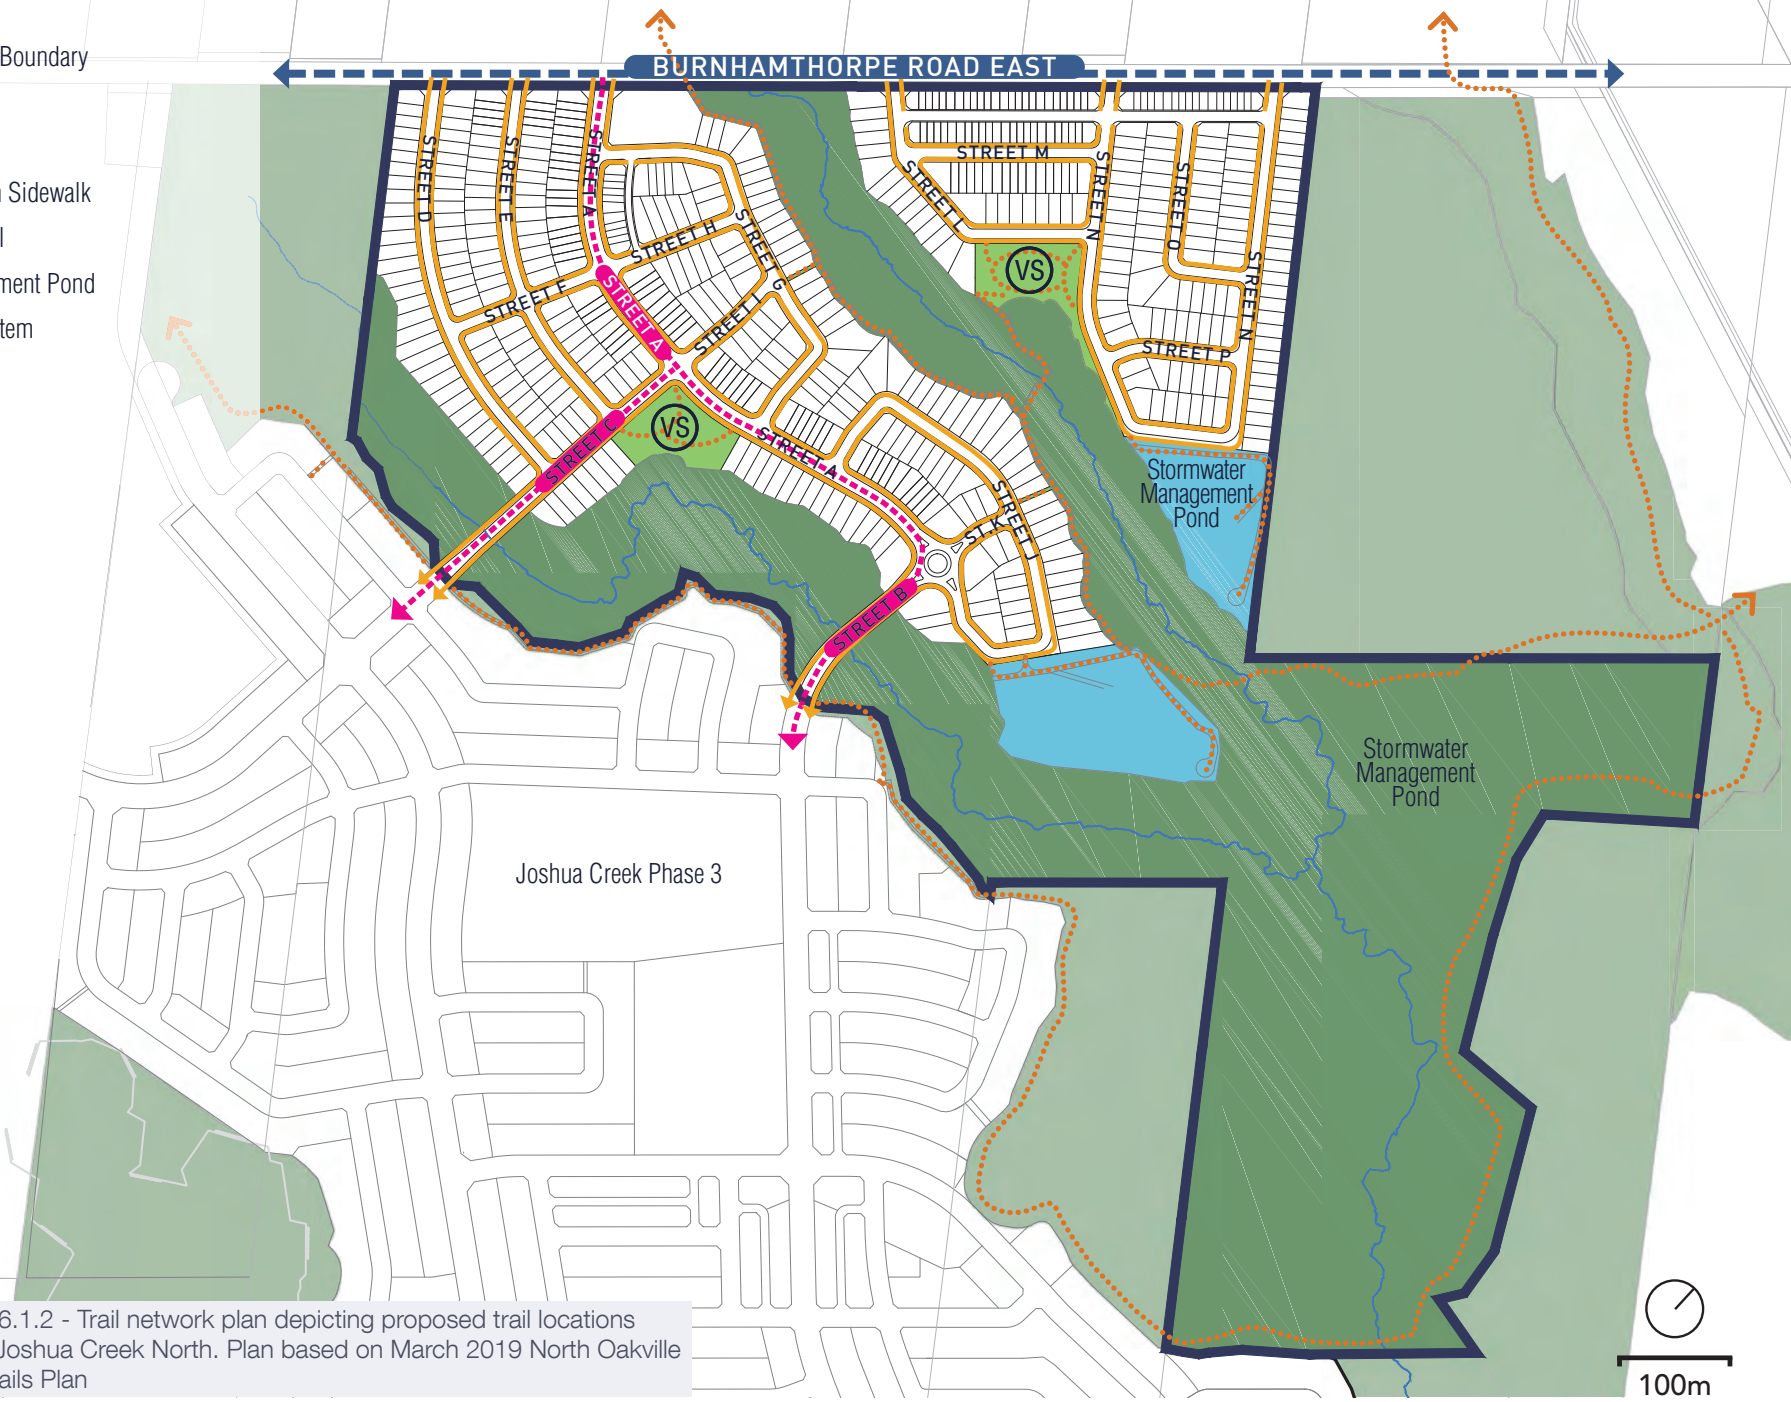 Boundary
BURNHAMTHORPE ROAD EAST
Sidewalk
ment Pond
tem
STREET D
STREET E
STREET A
STREET H
STREET G
STREET F
STREET A
STREET I
STREET C
VS
STREET A
STREET J
ST.K
STREET B
STREET M
STREET L
STREET N
STREET O
STREET N
VS
STREET P
Stormwater
Management
Pond
Stormwater
Management
Pond
Joshua Creek Phase 3
6.1.2 - Trail network plan depicting proposed trail locations
Joshua Creek North. Plan based on March 2019 North Oakville
ails Plan
100m